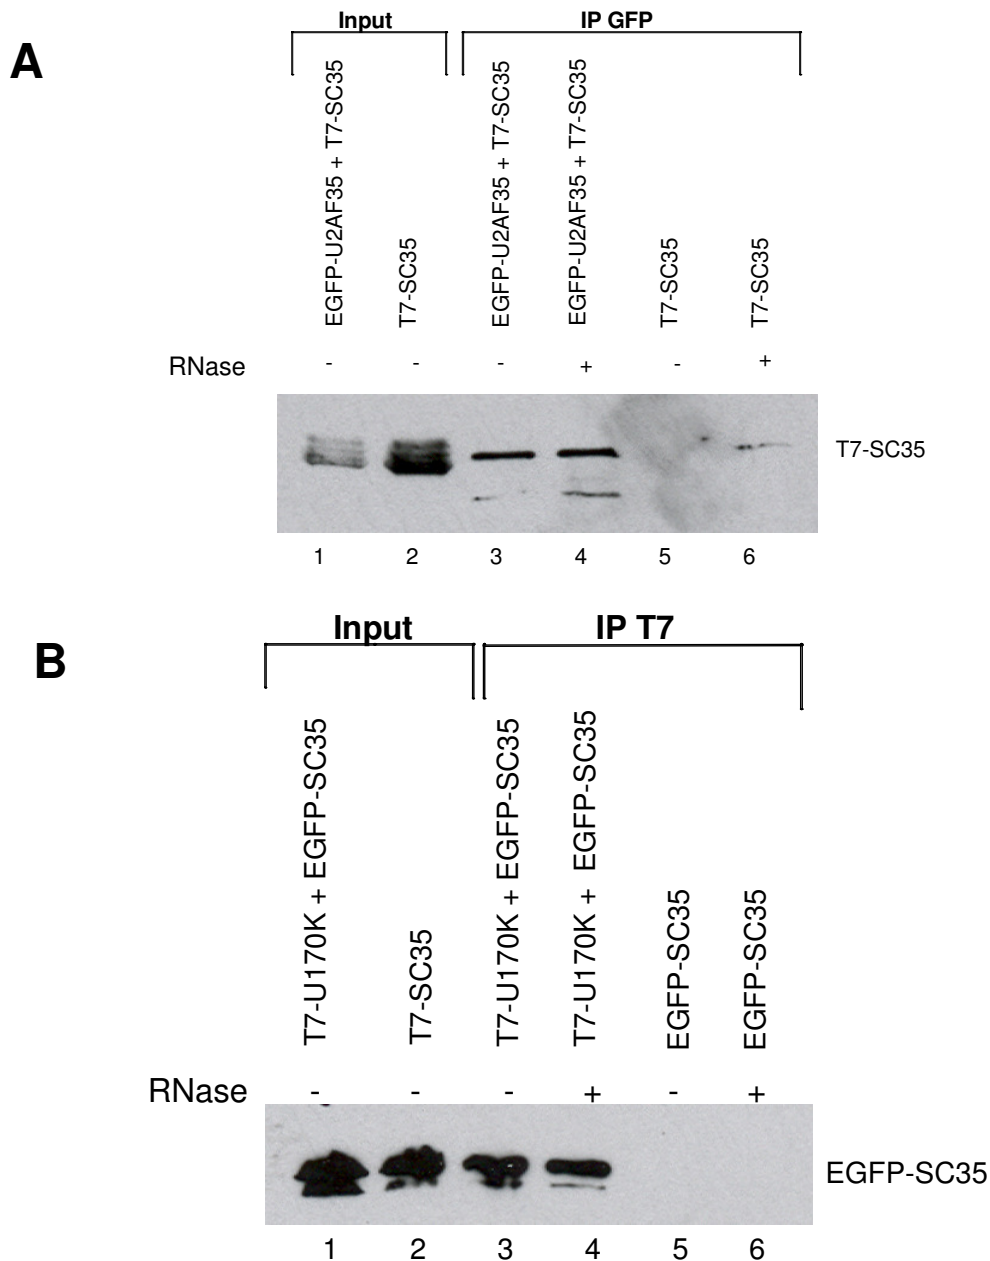 A
Input
IP GFP
EGFP-U2AF35 + T7-SC35
T7-SC35
EGFP-U2AF35 + T7-SC35
EGFP-U2AF35 + T7-SC35
T7-SC35
T7-SC35
RNase - - - + - +
T7-SC35
1 2 3 4 5 6
B
Input
IP T7
T7-U170K + EGFP-SC35
T7-SC35
T7-U170K + EGFP-SC35
T7-U170K + EGFP-SC35
EGFP-SC35
EGFP-SC35
RNase - - - + - +
EGFP-SC35
1 2 3 4 5 6